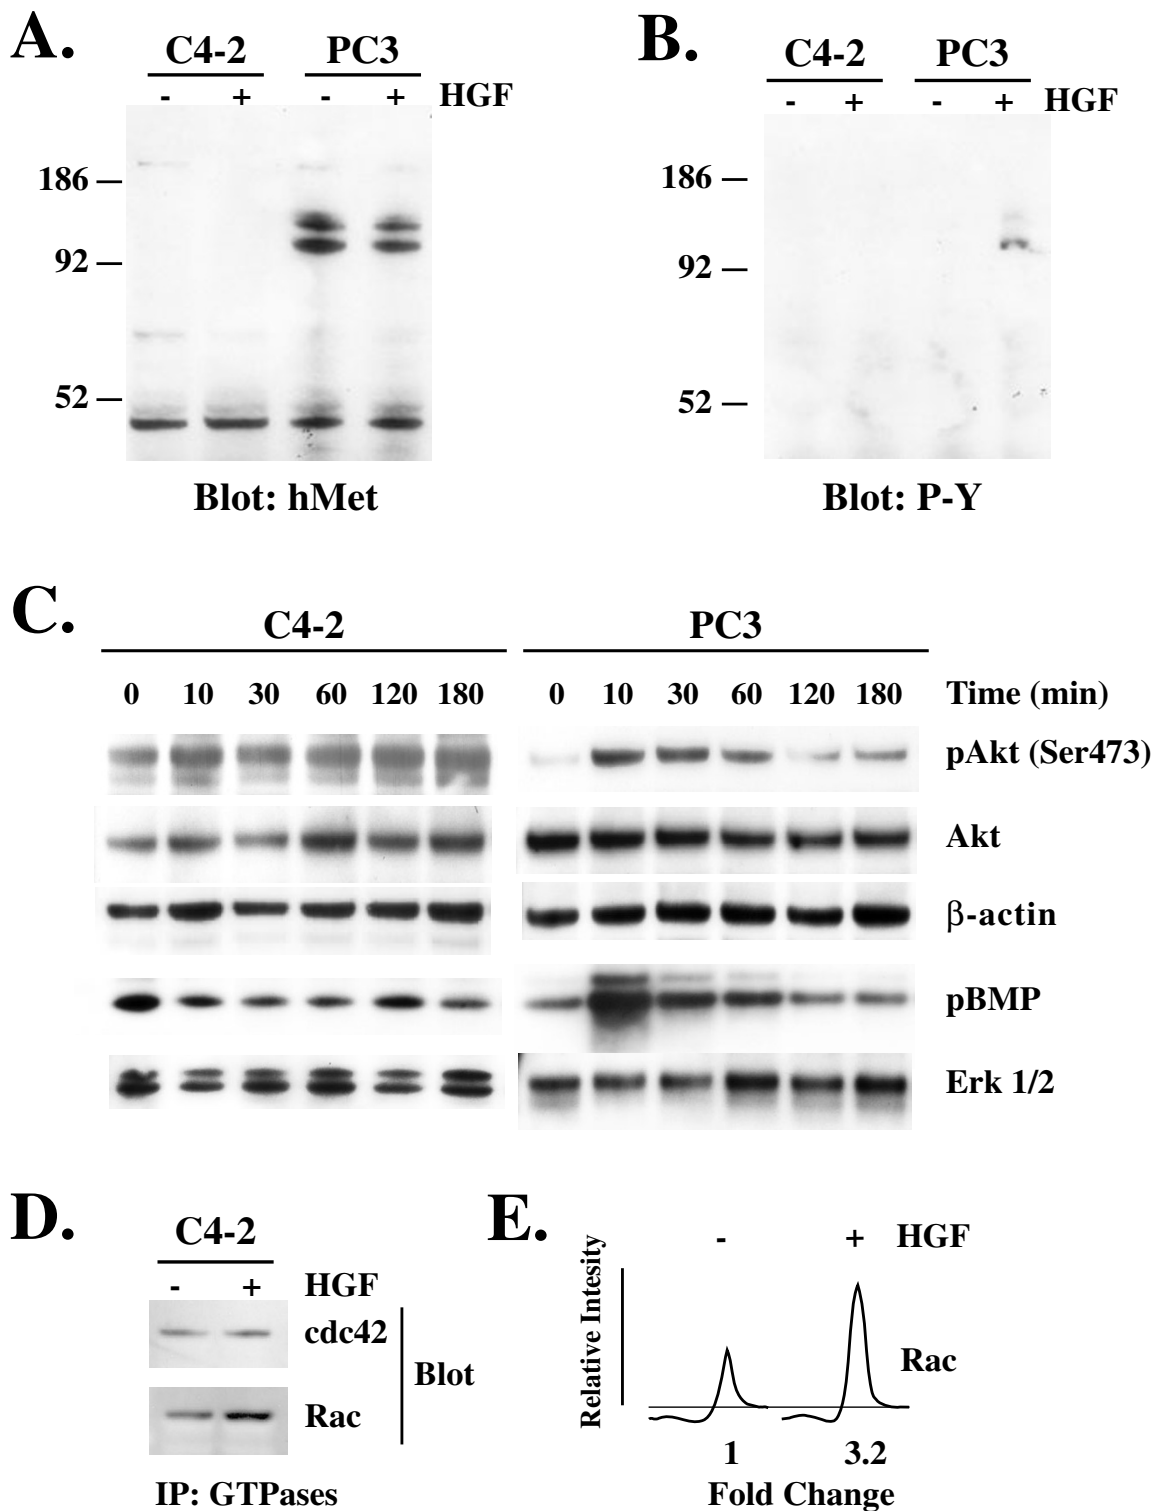 A.
C4-2 PC3
- + - + HGF
186
92
52
Blot: hMet
B.
C4-2 PC3
- + - + HGF
186
92
52
Blot: P-Y
C.
C4-2 PC3
0 10 30 60 120 180 0 10 30 60 120 180 Time (min)
pAkt (Ser473)
Akt
β-actin
pBMP
Erk 1/2
D.
C4-2
- + HGF
cdc42
Rac
Blot
IP: GTPases
E.
- + HGF
Relative Intesity
Rac
1 3.2
Fold Change